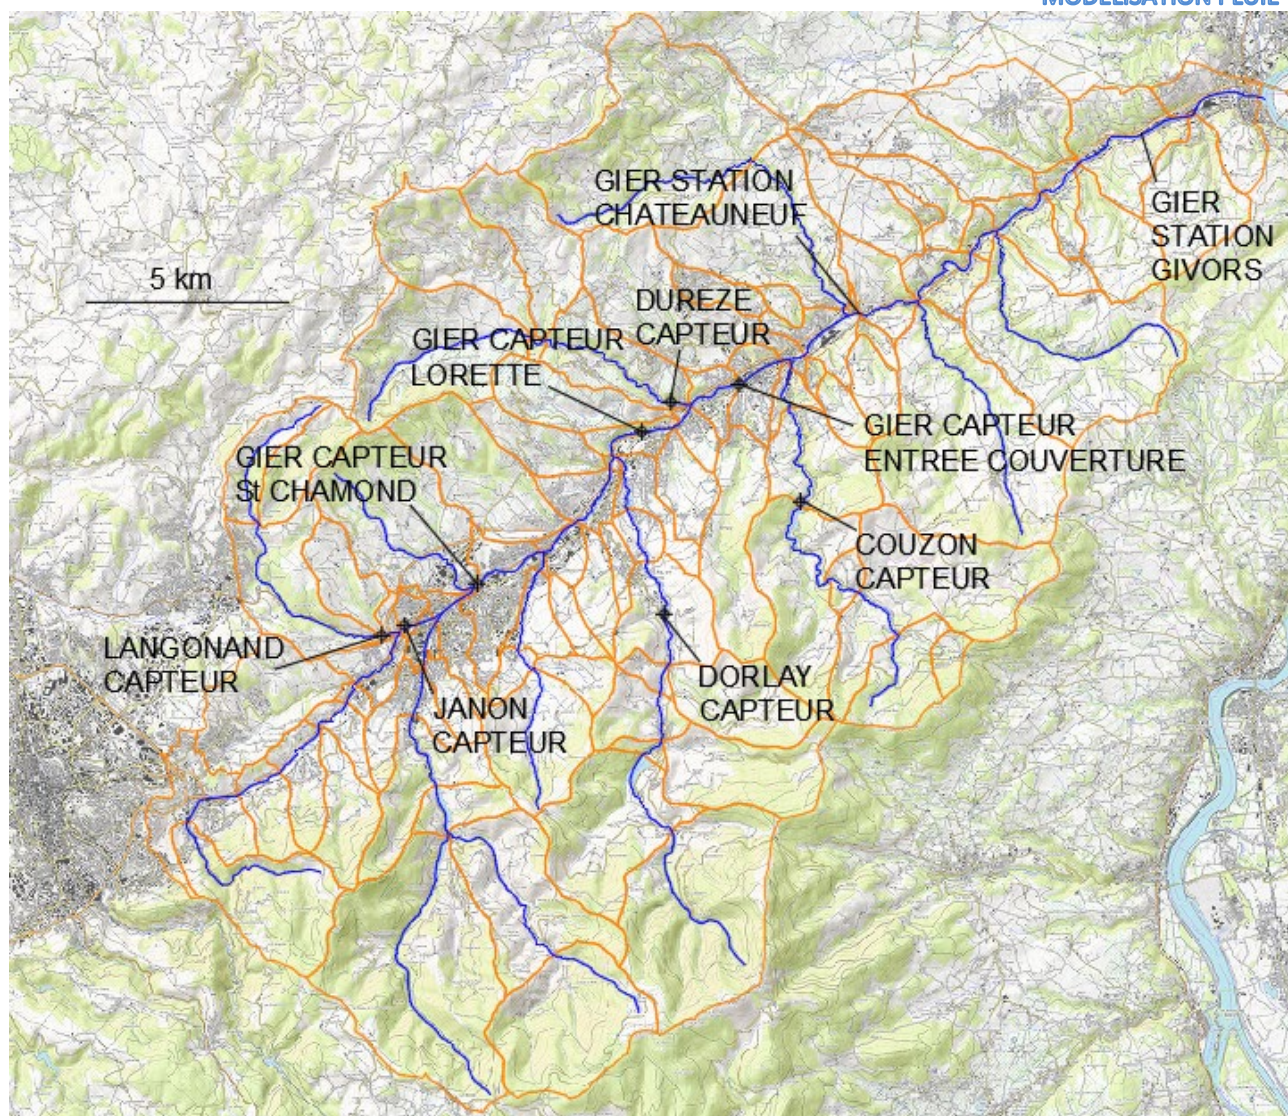 GIER STATION
CHATEAUNEUF
GIER
STATION
GIVORS
5 km
DUREZE
CAPTEUR
GIER CAPTEUR
LORETTE
GIER CAPTEUR
ENTREE COUVERTURE
GIER CAPTEUR
St CHAMOND
COUZON
CAPTEUR
LANGONAND
CAPTEUR
DORLAY
CAPTEUR
JANON
CAPTEUR